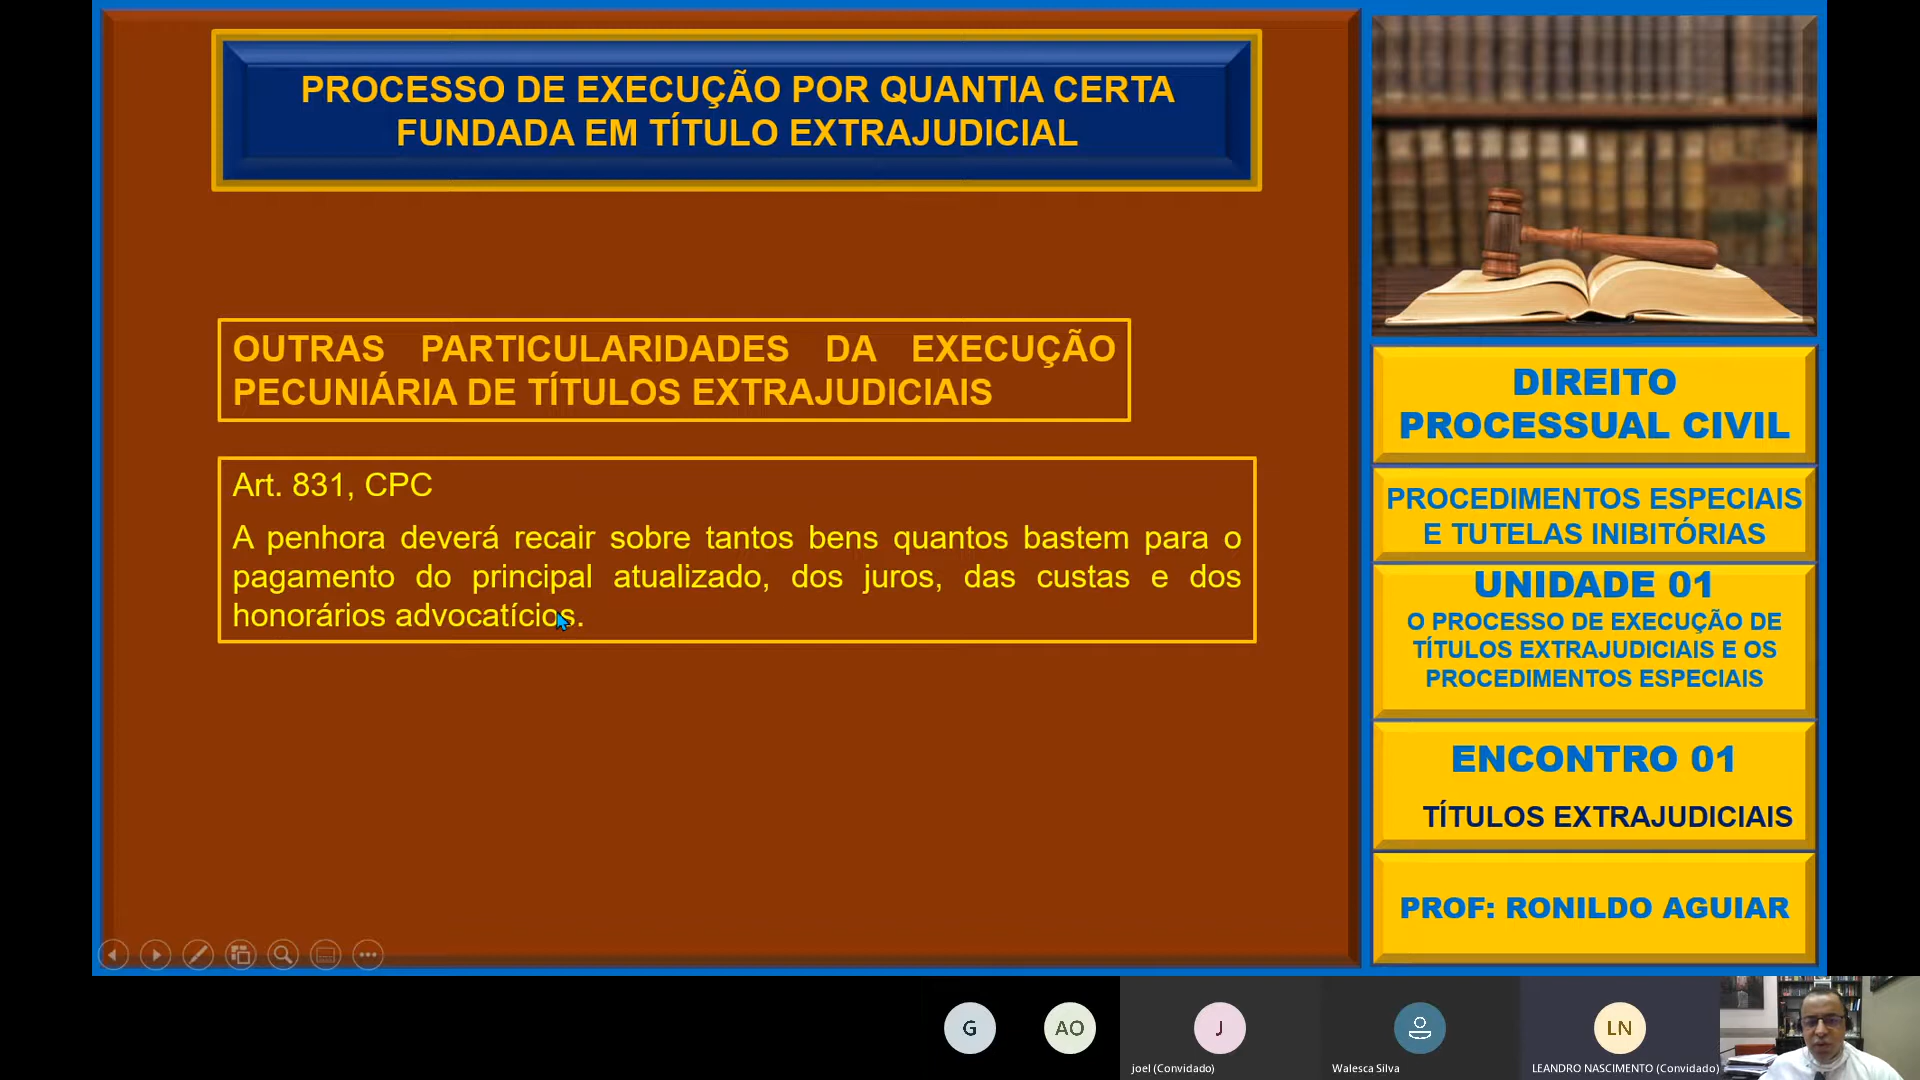 PROCESSO DE EXECUÇÃO POR QUANTIA CERTA
FUNDADA EM TÍTULO EXTRAJUDICIAL
OUTRAS PARTICULARIDADES DA EXECUÇÃO
PECUNIÁRIA DE TÍTULOS EXTRAJUDICIAIS
Art. 831, CPC
A penhora deverá recair sobre tantos bens quantos bastem para o
pagamento do principal atualizado, dos juros, das custas e dos
honorários advocatícios.
DIREITO
PROCESSUAL CIVIL
PROCEDIMENTOS ESPECIAIS
E TUTELAS INIBITÓRIAS
UNIDADE 01
O PROCESSO DE EXECUÇÃO DE
TÍTULOS EXTRAJUDICIAIS E OS
PROCEDIMENTOS ESPECIAIS
ENCONTRO 01
TÍTULOS EXTRAJUDICIAIS
PROF: RONILDO AGUIAR
G
AO
J
LN
joel (Convidado)
Walesca Silva
LEANDRO NASCIMENTO (Convidado)